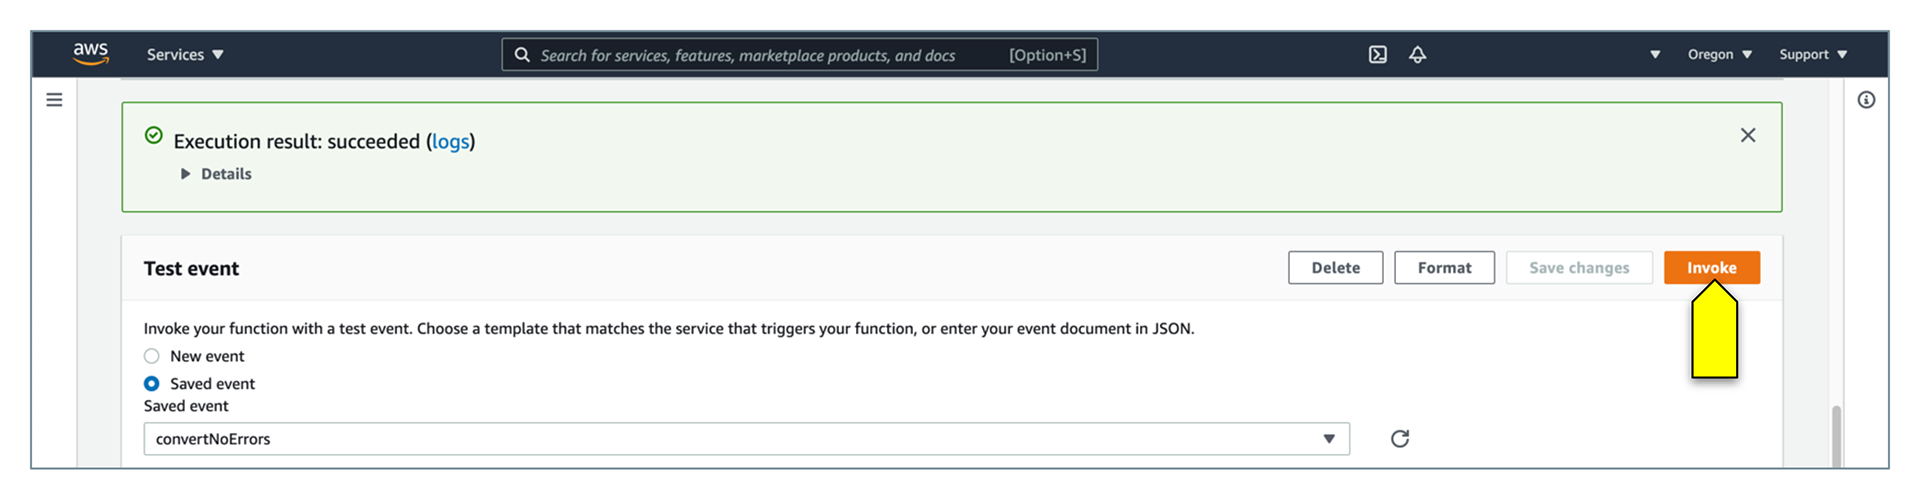 aws Services ▼ Search for services, features, marketplace products, and docs [Option+S] ▼ Oregon ▼ Support ▼
Execution result: succeeded (logs)
▶ Details
Test event Delete Format Save changes Invoke
Invoke your function with a test event. Choose a template that matches the service that triggers your function, or enter your event document in JSON.
New event
Saved event
Saved event
convertNoErrors ▼